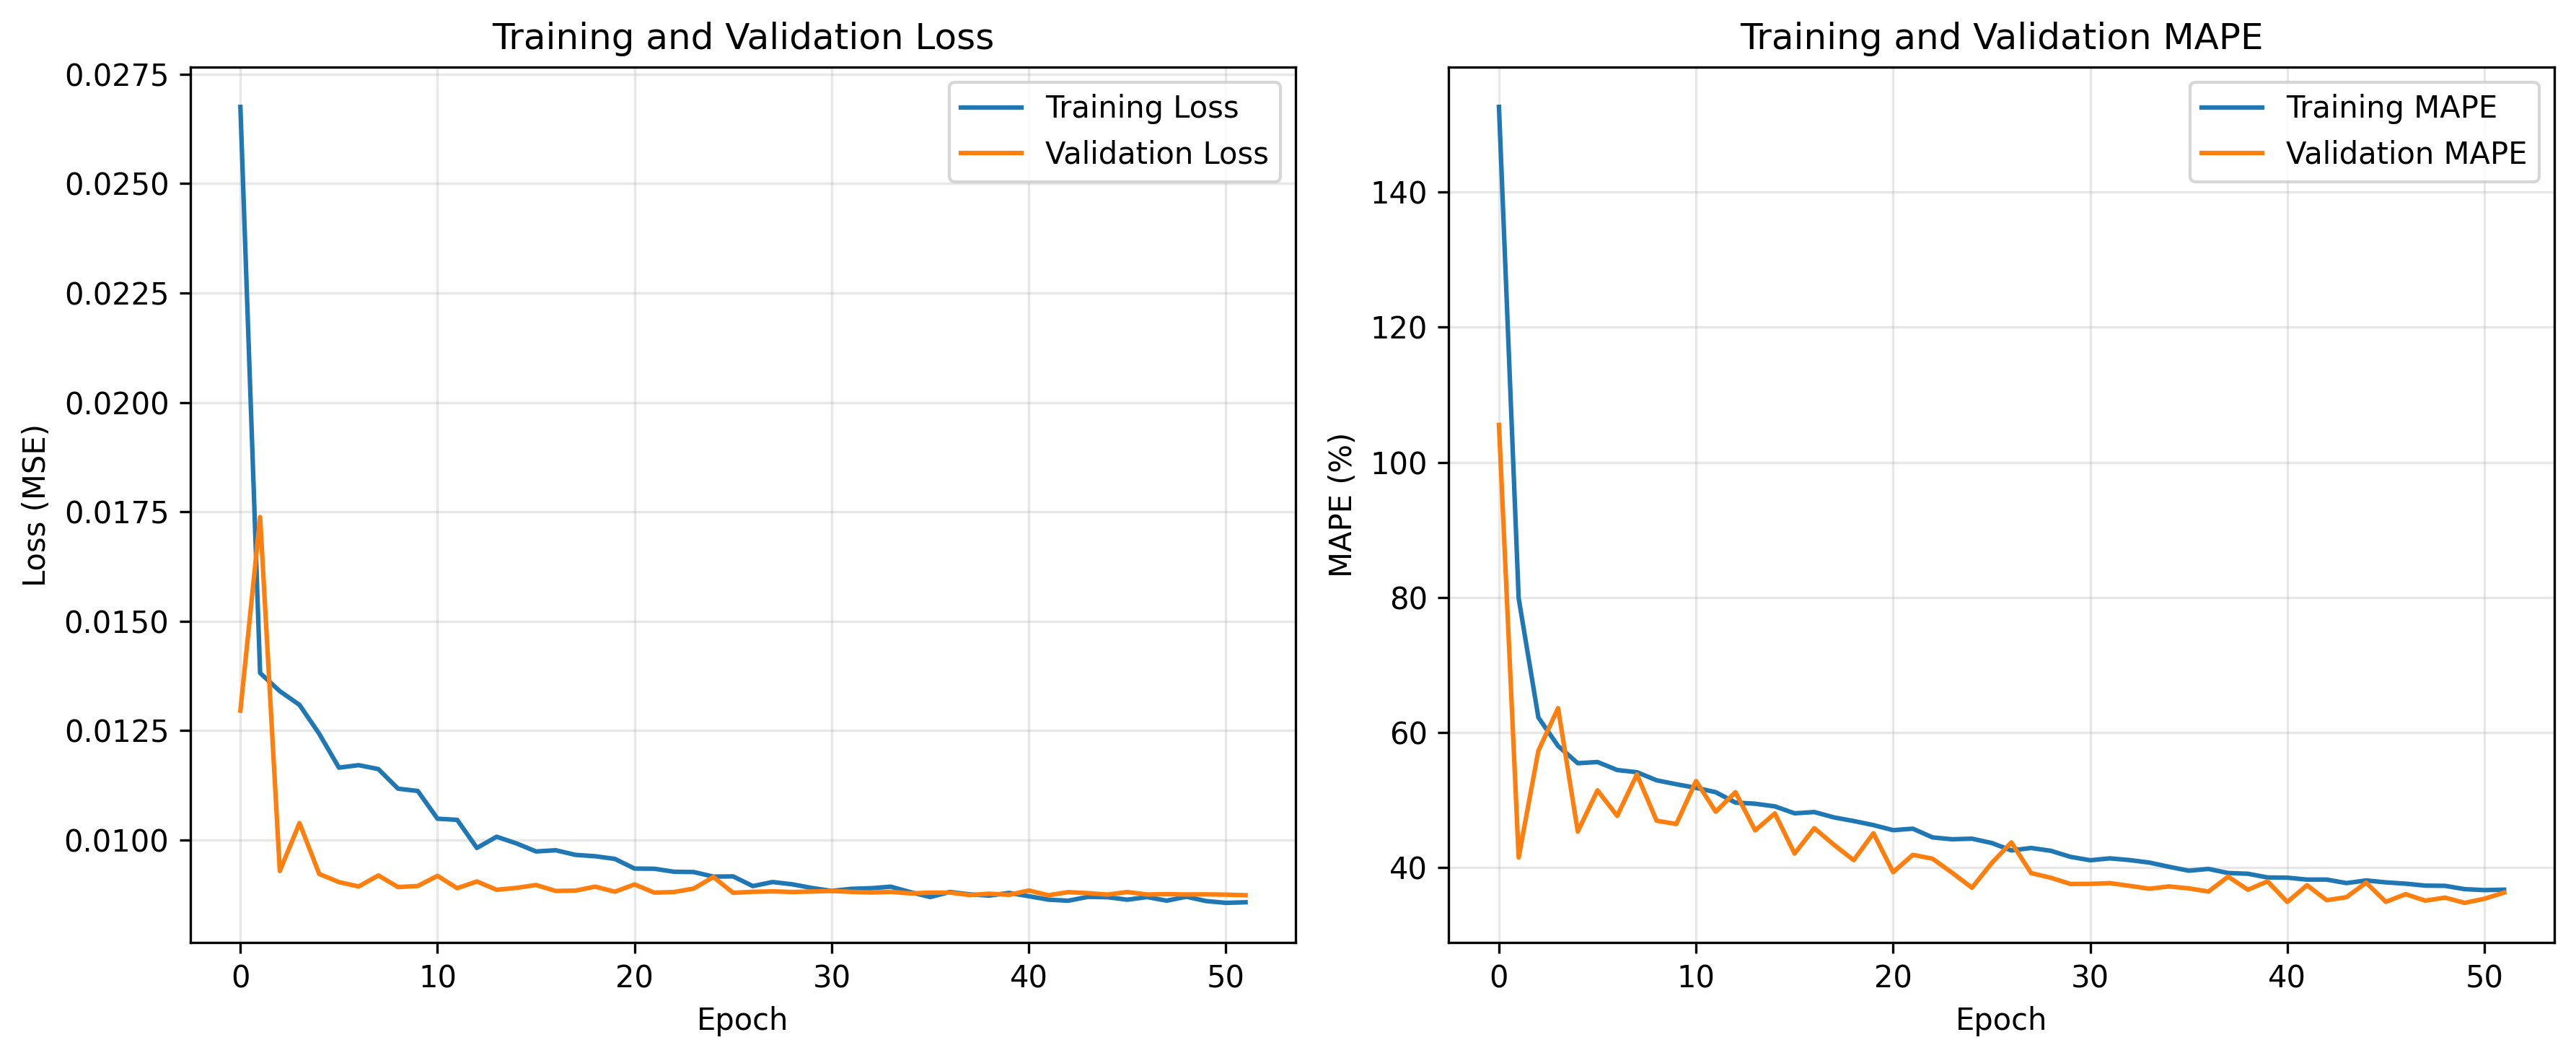 Training and Validation Loss
Loss (MSE)
0.0275
0.0250
0.0225
0.0200
0.0175
0.0150
0.0125
0.0100
Training Loss
Validation Loss
0 10 20 30 40 50
Epoch
Training and Validation MAPE
MAPE (%)
140
120
100
80
60
40
Training MAPE
Validation MAPE
0 10 20 30 40 50
Epoch